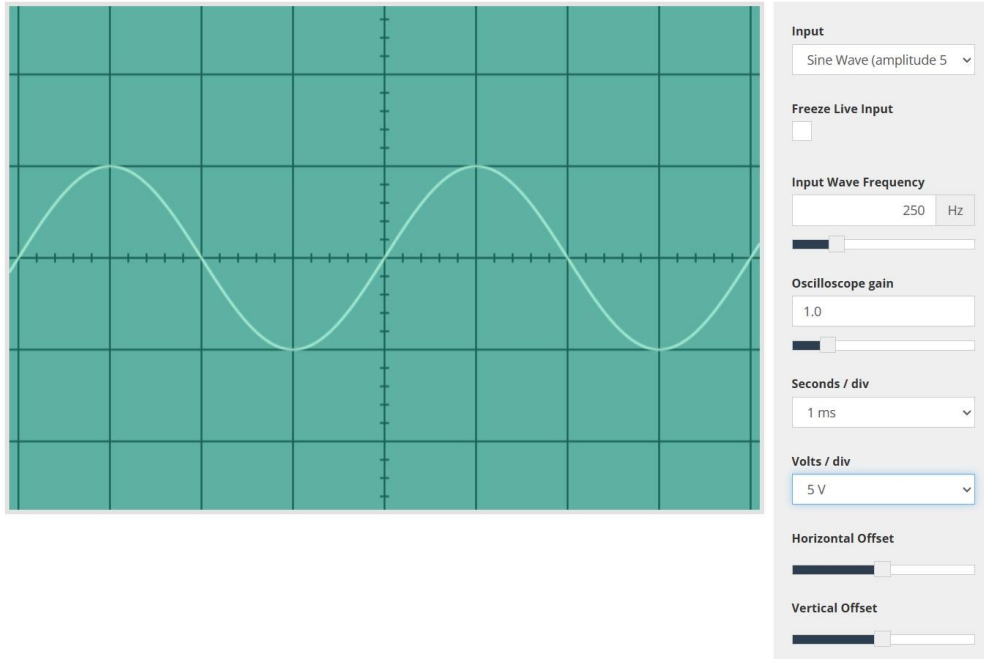 Input
Sine Wave (amplitude 5
Freeze Live Input
Input Wave Frequency
250 Hz
Oscilloscope gain
1.0
Seconds / div
1 ms
Volts / div
5 V
Horizontal Offset
Vertical Offset